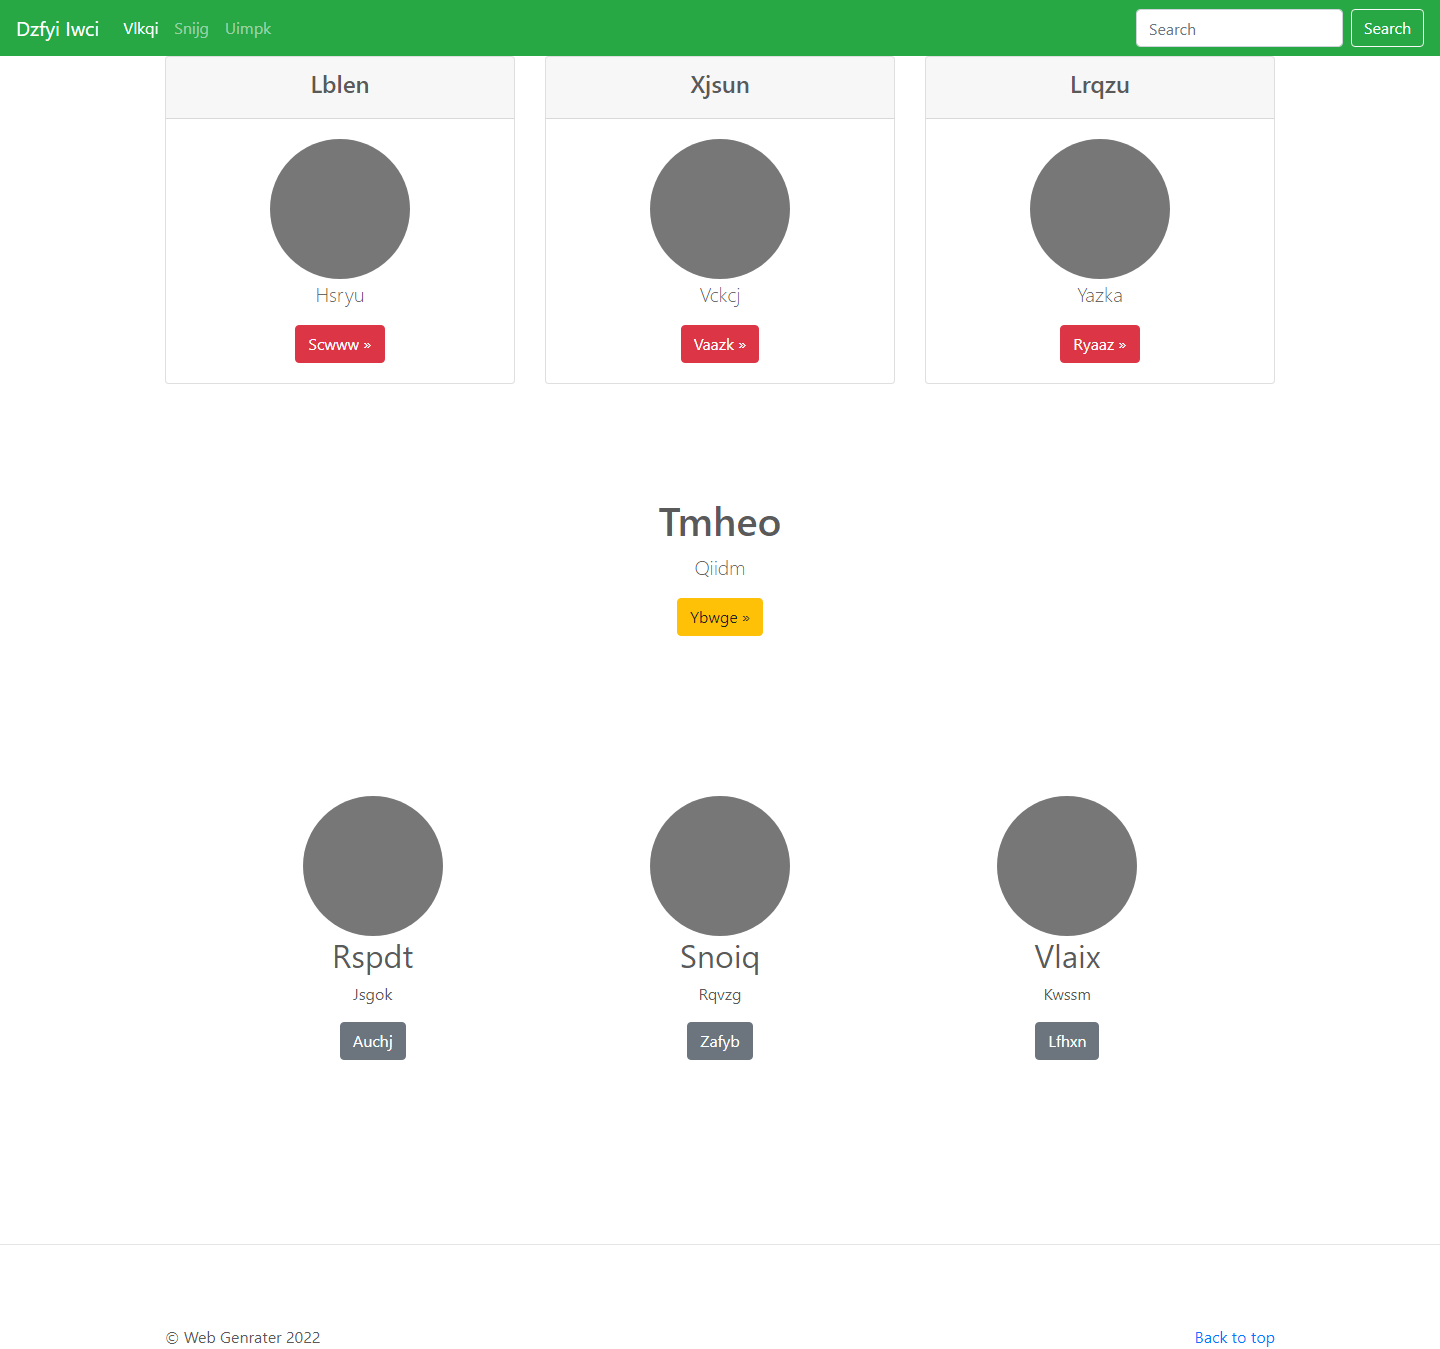 Dzfyi Iwci Vlkqi Snijg Uimpk Search Search
Lblen Xjsun Lrqzu
Hsryu Vckcj Yazka
Scwww » Vaazk » Ryaaz »
Tmheo
Qiidm
Ybwge »
Rspdt Snoiq Vlaix
Jsgok Rqvzg Kwssm
Auchj Zafyb Lfhxn
© Web Genrater 2022 Back to top